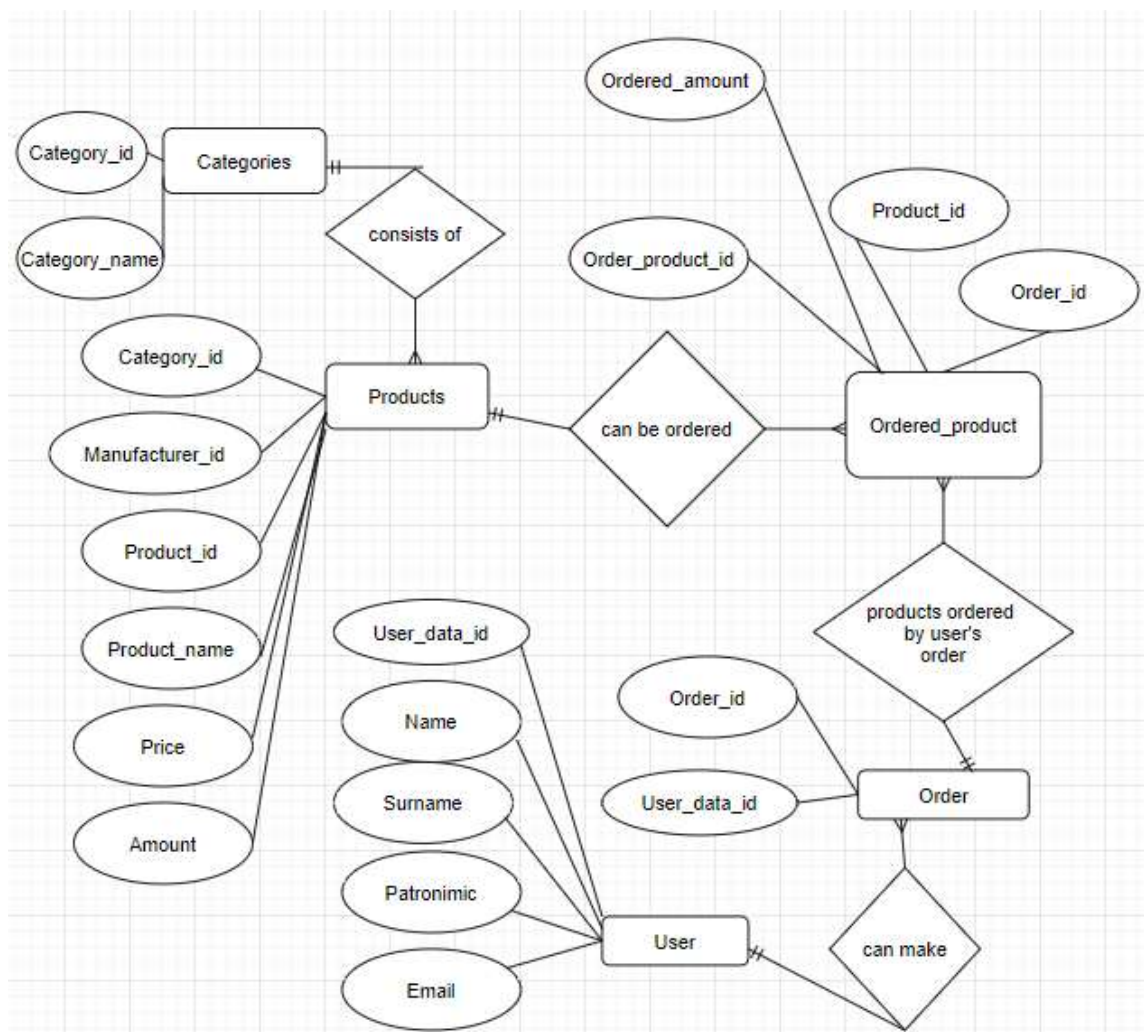 Ordered_amount
Category_id
Categories
Category_name
consists of
Product_id
Order_product_id
Order_id
Category_id
Products
Manufacturer_id
can be ordered
Ordered_product
Product_id
Product_name
Price
Amount
User_data_id
Name
Surname
Patronimic
Email
products ordered
by user's
order
Order_id
User_data_id
Order
User
can make